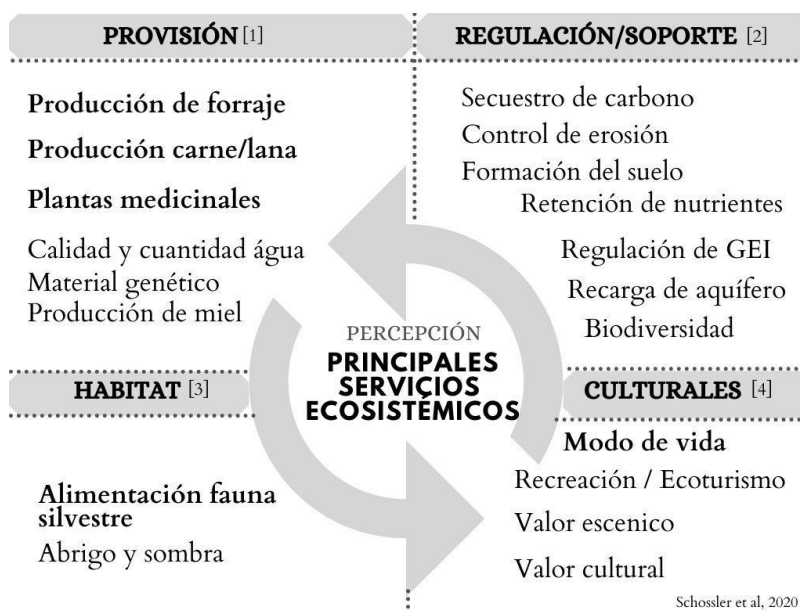 PROVISIÓN [1]
Producción de forraje
Producción carne/lana
Plantas medicinales
Calidad y cuantidad água
Material genético
Producción de miel
REGULACIÓN/SOPORTE [2]
Secuestro de carbono
Control de erosión
Formación del suelo
Retención de nutrientes
Regulación de GEI
Recarga de aquífero
Biodiversidad
PERCEPCIÓN
PRINCIPALES
SERVICIOS
ECOSISTÉMICOS
HABITAT [3]
Alimentación fauna
silvestre
Abrigo y sombra
CULTURALES [4]
Modo de vida
Recreación / Ecoturismo
Valor escenico
Valor cultural
Schossler et al, 2020